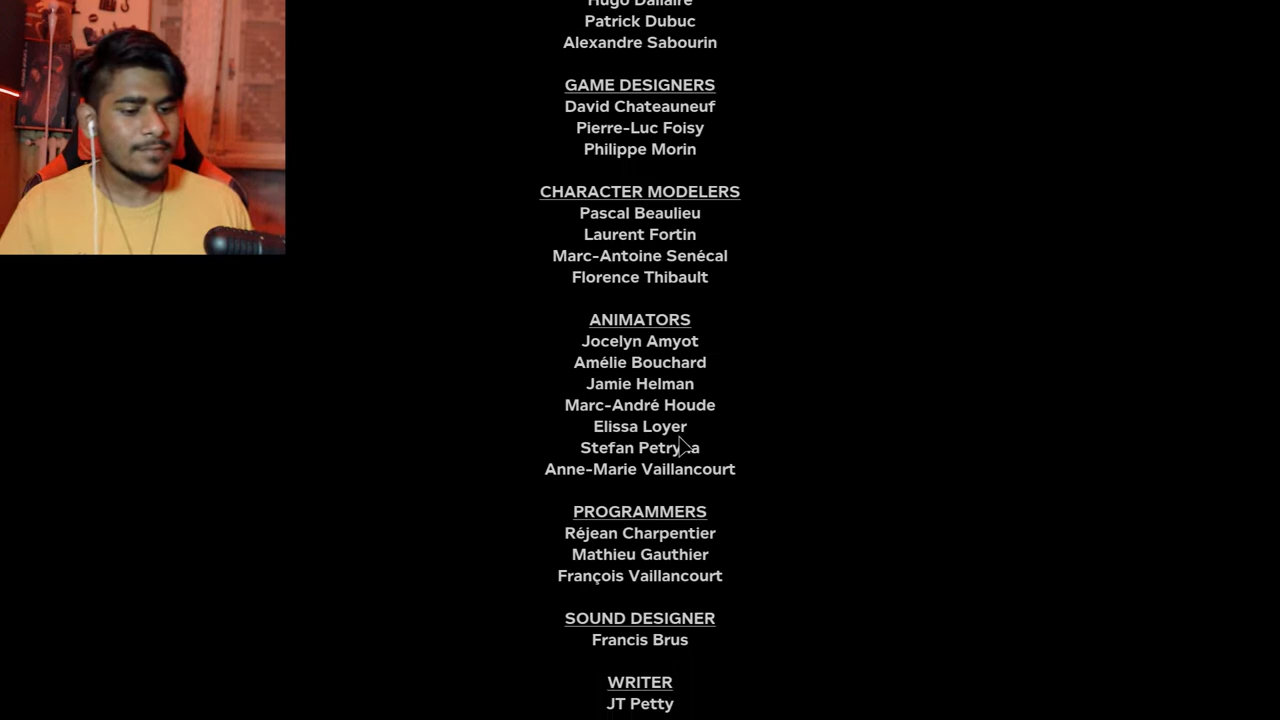 Hugo Dallaire
Patrick Dubuc
Alexandre Sabourin
GAME DESIGNERS
David Chateauneuf
Pierre-Luc Foisy
Philippe Morin
CHARACTER MODELERS
Pascal Beaulieu
Laurent Fortin
Marc-Antoine Senécal
Florence Thibault
ANIMATORS
Jocelyn Amyot
Amélie Bouchard
Jamie Helman
Marc-André Houde
Elissa Loyer
Stefan
Anne-Marie Vaillancourt
PROGRAMMERS
Réjean Charpentier
Mathieu Gauthier
François Vaillancourt
SOUND DESIGNER
Francis Brus
WRITER
JT Petty